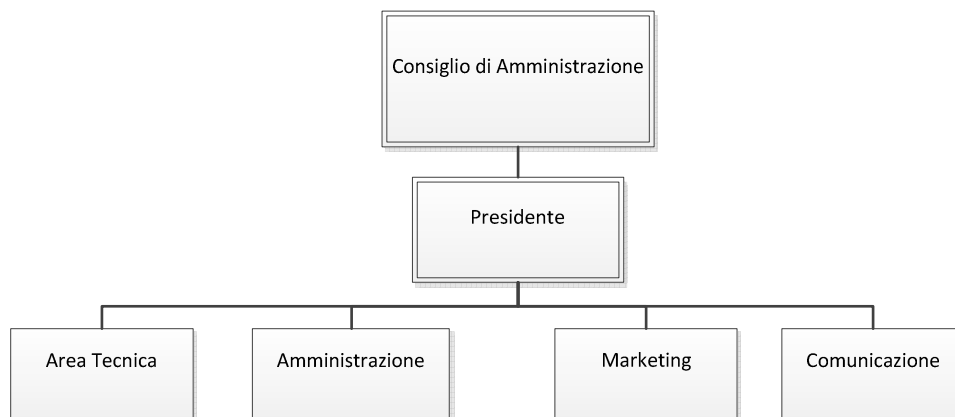 Consiglio di Amministrazione
Presidente
Area Tecnica
Amministrazione
Marketing
Comunicazione